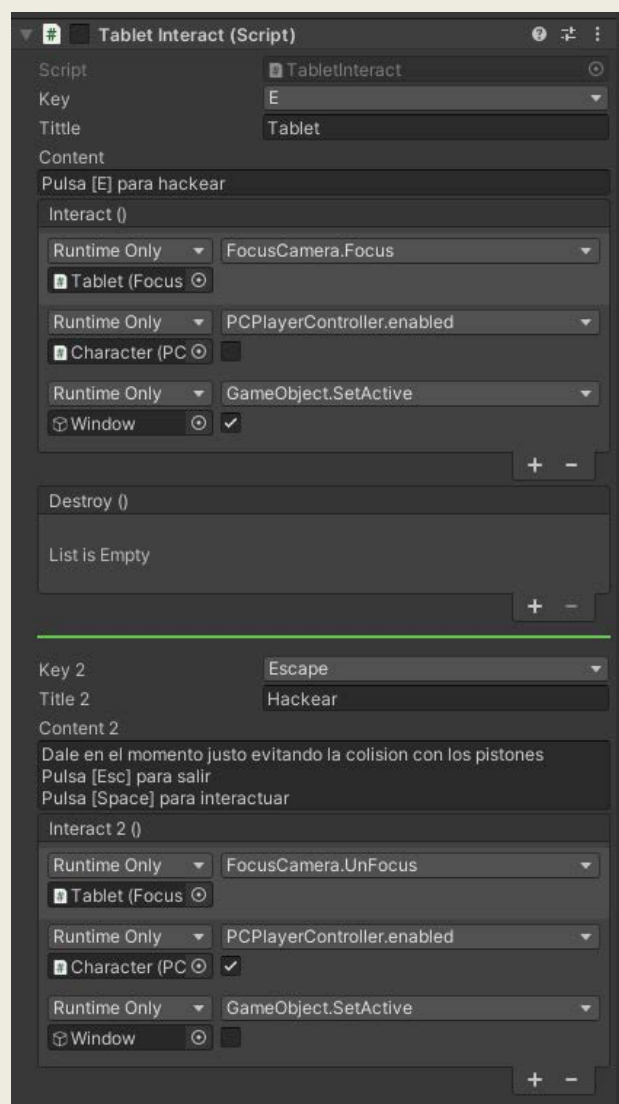 # Tablet Interact (Script)
Script TabletInteract
Key E
Tittle Tablet
Content
Pulsa [E] para hackear
Interact ()
Runtime Only FocusCamera.Focus
Tablet (Focus
Runtime Only PCPlayerController.enabled
Character (PC
Runtime Only GameObject.SetActive
Window
+ -
Destroy ()
List is Empty
+ -
Key 2 Escape
Title 2 Hackear
Content 2
Dale en el momento justo evitando la colision con los pistones
Pulsa [Esc] para salir
Pulsa [Space] para interactuar
Interact 2 ()
Runtime Only FocusCamera.UnFocus
Tablet (Focus
Runtime Only PCPlayerController.enabled
Character (PC
Runtime Only GameObject.SetActive
Window
+ -